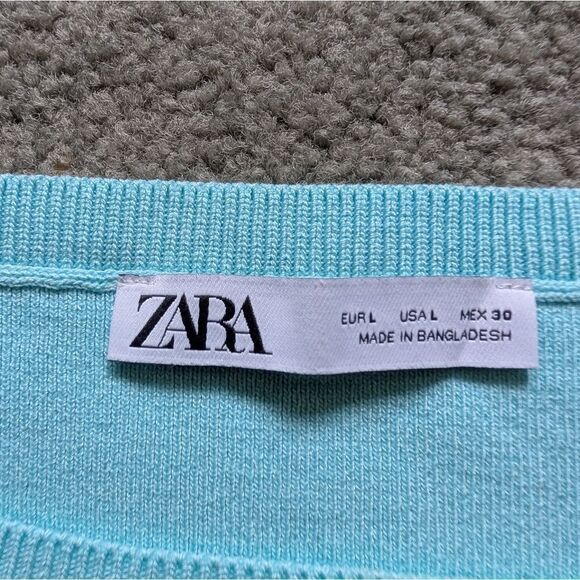 ZARA
EUR L USA L MEX 30
MADE IN BANGLADESH